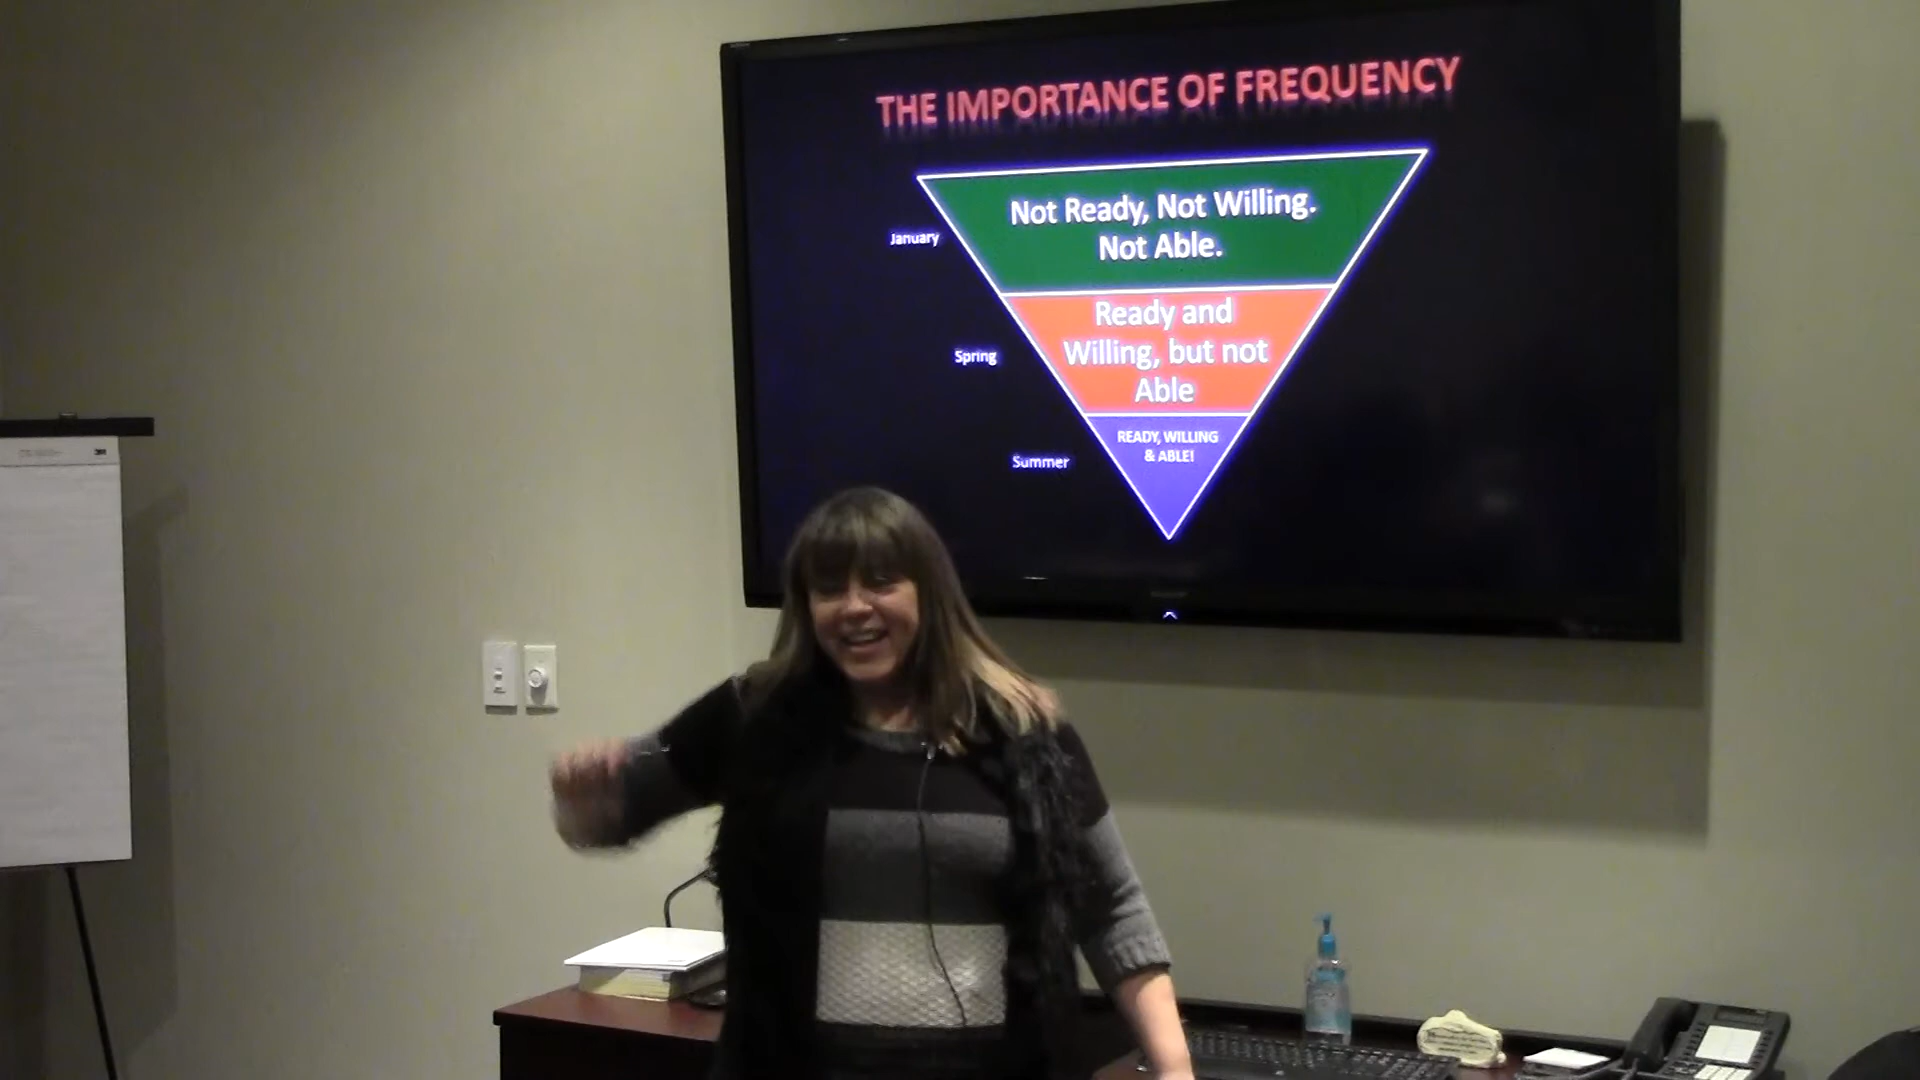 THE IMPORTANCE OF FREQUENCY
Not Ready, Not Willing.
Not Able.
January
Ready and
Willing, but not
Able
Spring
READY, WILLING
& ABLE!
Summer